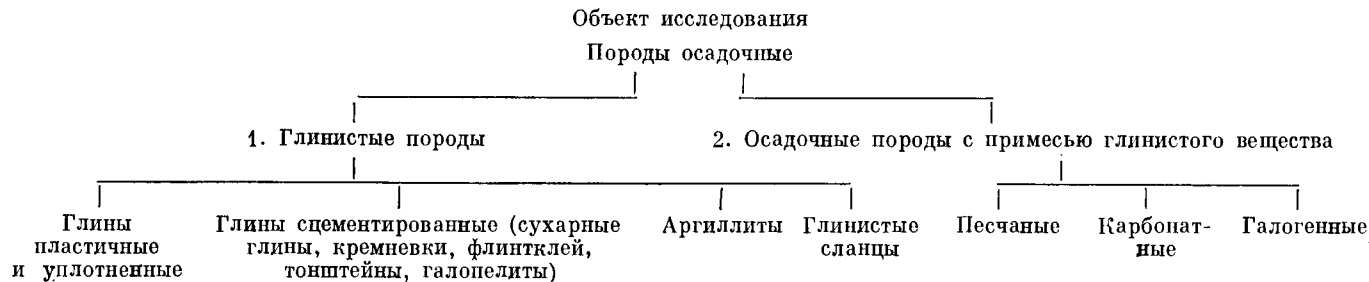 Объект исследования
Породы осадочные
1. Глинистые породы
2. Осадочные породы с примесью глинистого вещества
Глины
пластичные
и уплотненные
Глины сцементированные (сухарные
глины, кремневки, флинтклей,
тонштейны, галопелиты)
Аргиллиты
Глинистые
сланцы
Песчаные
Карбонат-
ные
Галогенные